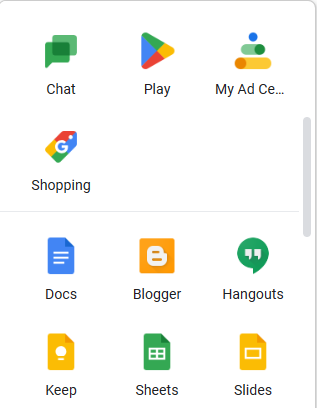 Chat Play My Ad Ce...
Shopping
Docs Blogger Hangouts
Keep Sheets Slides